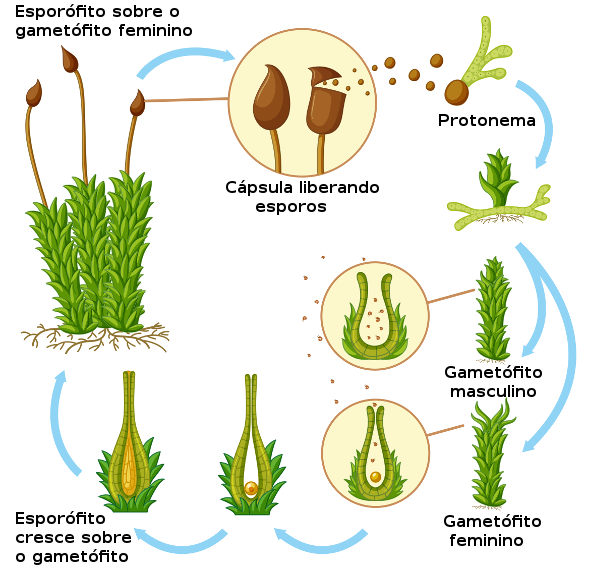 Esporófito sobre o
gametófito feminino
Cápsula liberando
esporos
Protonema
Gametófito
masculino
Gametófito
feminino
Esporófito
cresce sobre
o gametófito